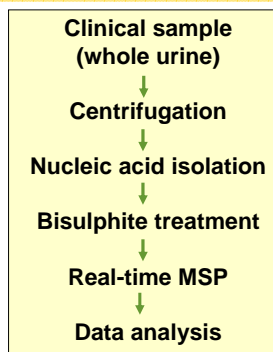 Clinical sample
(whole urine)
Centrifugation
Nucleic acid isolation
Bisulphite treatment
Real-time MSP
Data analysis